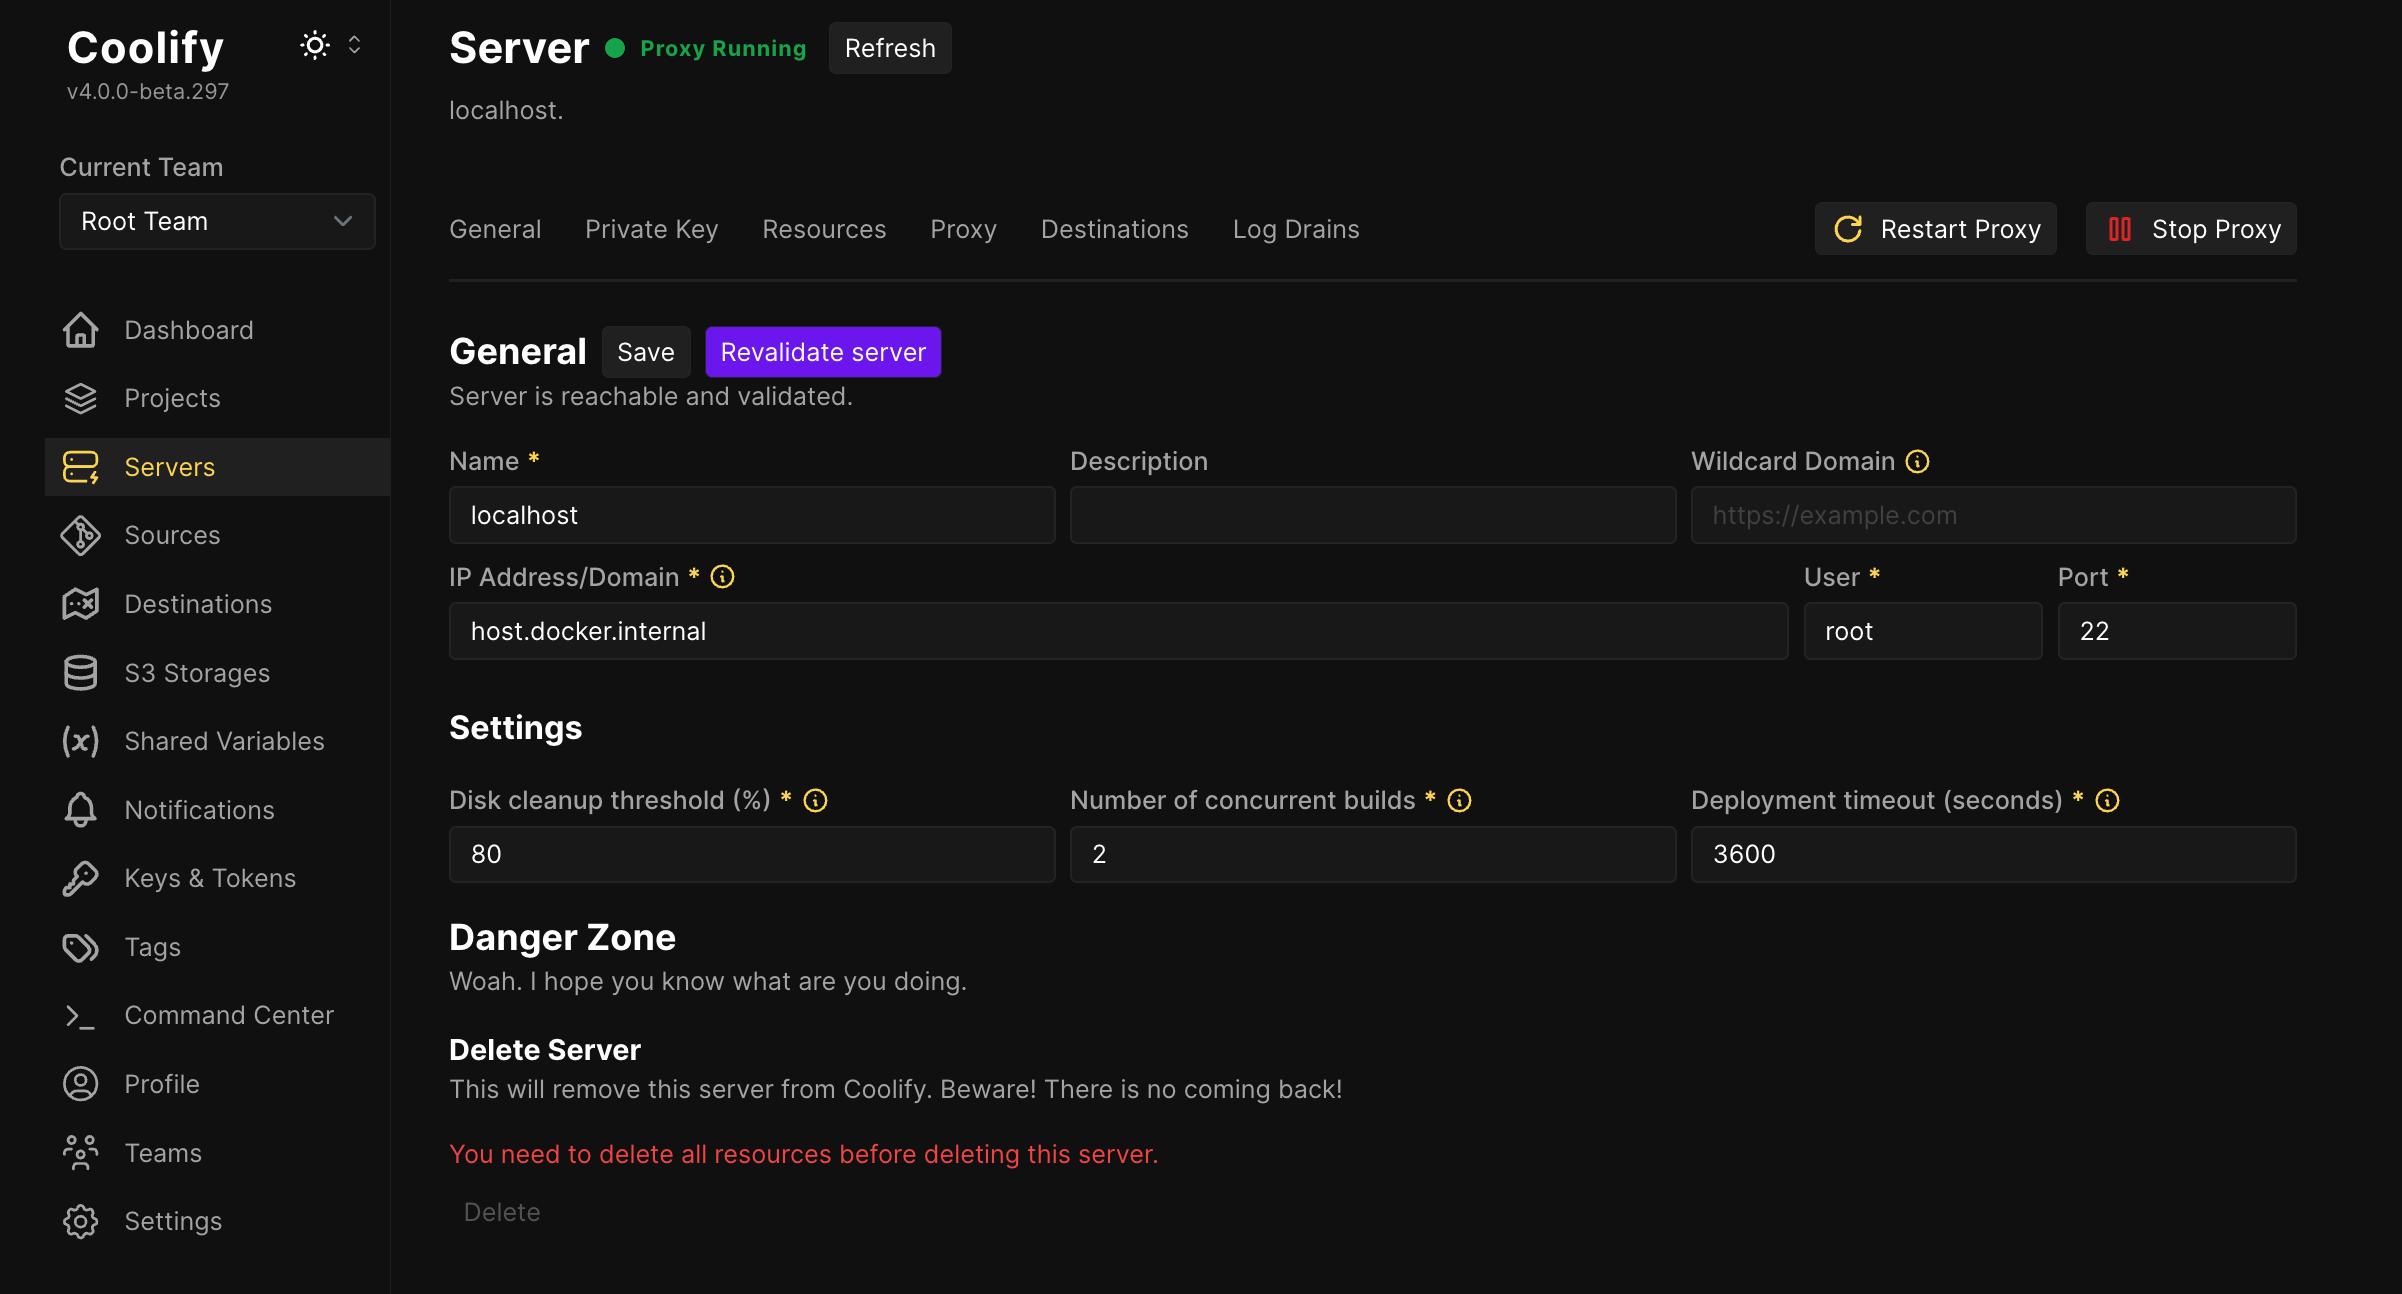 Coolify
v4.0.0-beta.297
Current Team
Root Team
Dashboard
Projects
Servers
Sources
Destinations
S3 Storages
Shared Variables
Notifications
Keys & Tokens
Tags
Command Center
Profile
Teams
Settings
Server Proxy Running Refresh
localhost.
General Private Key Resources Proxy Destinations Log Drains Restart Proxy Stop Proxy
General Save Revalidate server
Server is reachable and validated.
Name * Description Wildcard Domain
localhost https://example.com
IP Address/Domain * User * Port *
host.docker.internal root 22
Settings
Disk cleanup threshold (%) * Number of concurrent builds * Deployment timeout (seconds) *
80 2 3600
Danger Zone
Woah. I hope you know what are you doing.
Delete Server
This will remove this server from Coolify. Beware! There is no coming back!
You need to delete all resources before deleting this server.
Delete